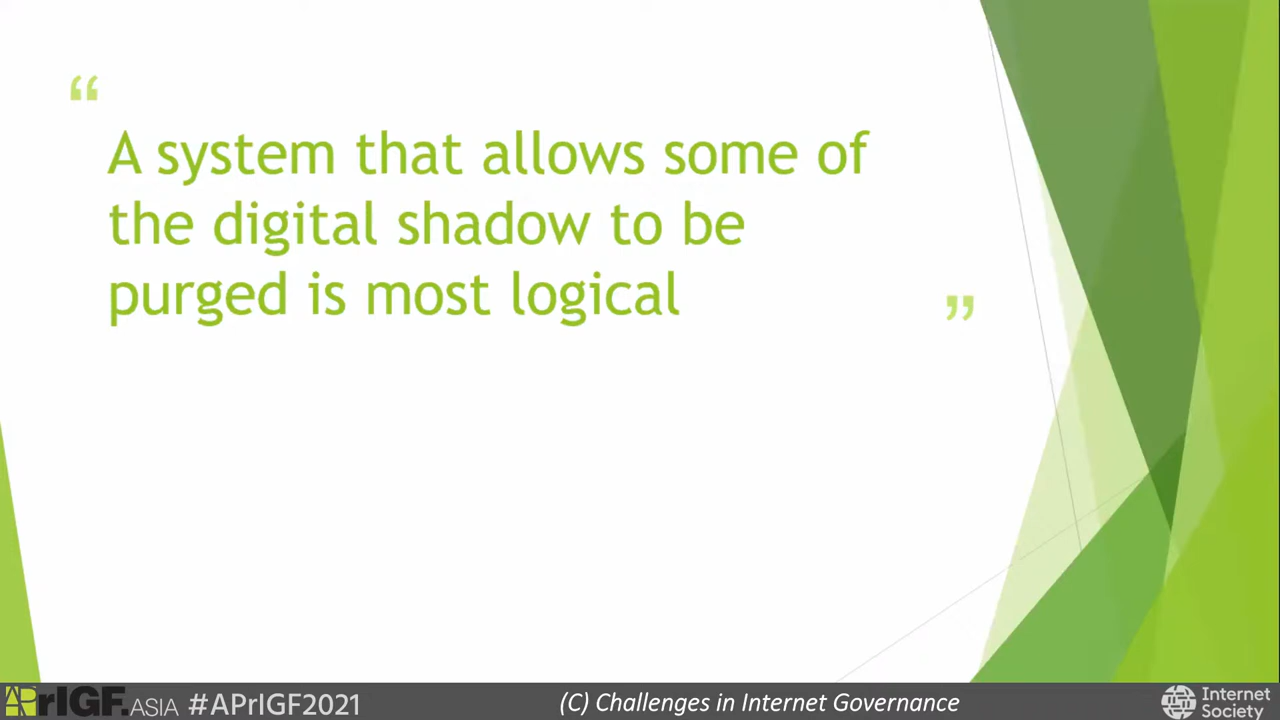 “
A system that allows some of
the digital shadow to be
purged is most logical
”
APrIGF.ASIA #APrIGF2021
(C) Challenges in Internet Governance
Internet
Society